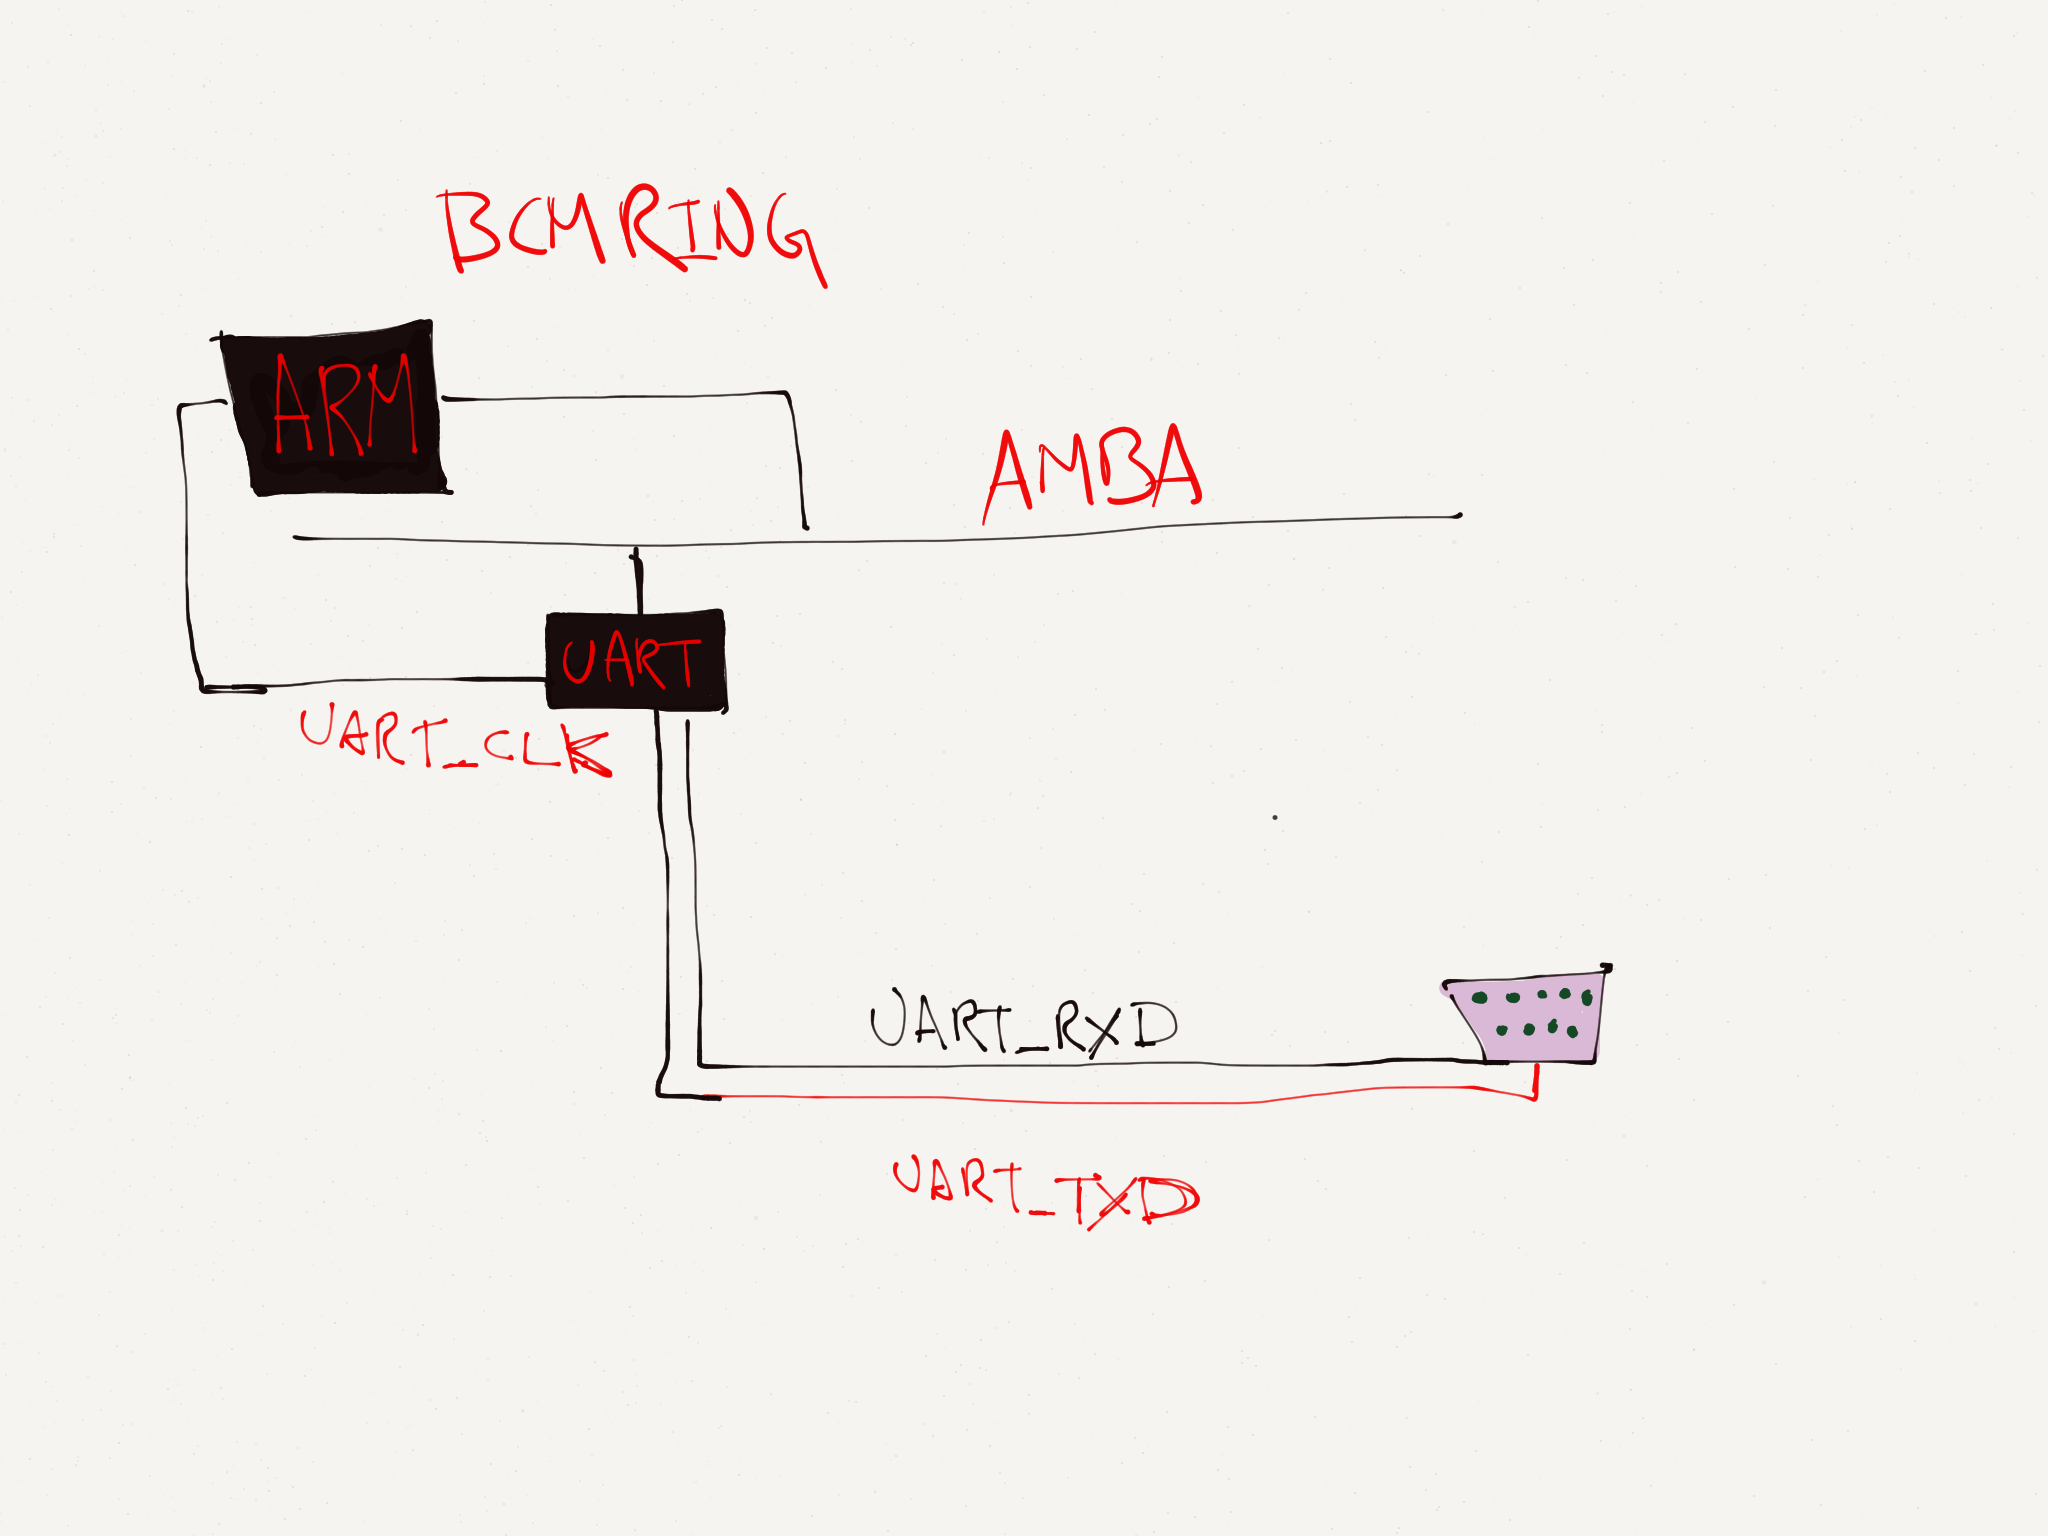 BCMRING
ARM
AMBA
UART
UART_CLK
UART_RXD
UART_TXD